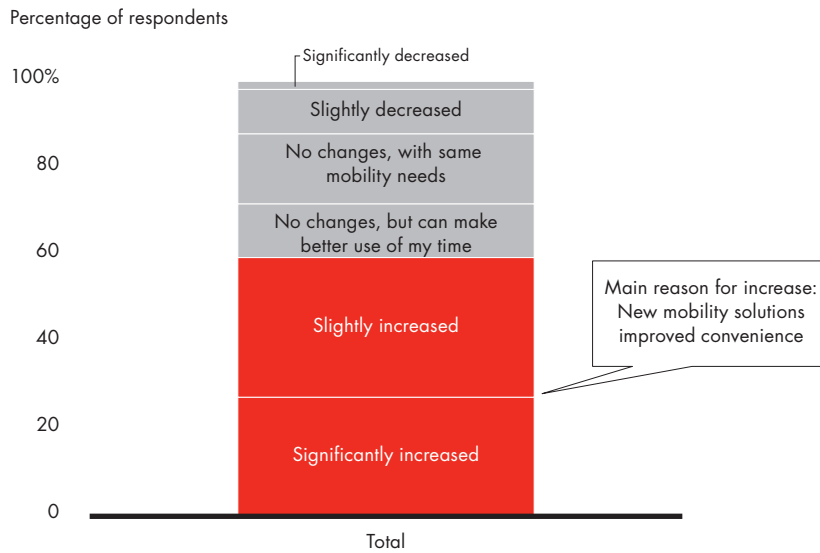 Percentage of respondents
100%
80
60
40
20
0
Significantly decreased
Slightly decreased
No changes, with same
mobility needs
No changes, but can make
better use of my time
Slightly increased
Significantly increased
Main reason for increase:
New mobility solutions
improved convenience
Total